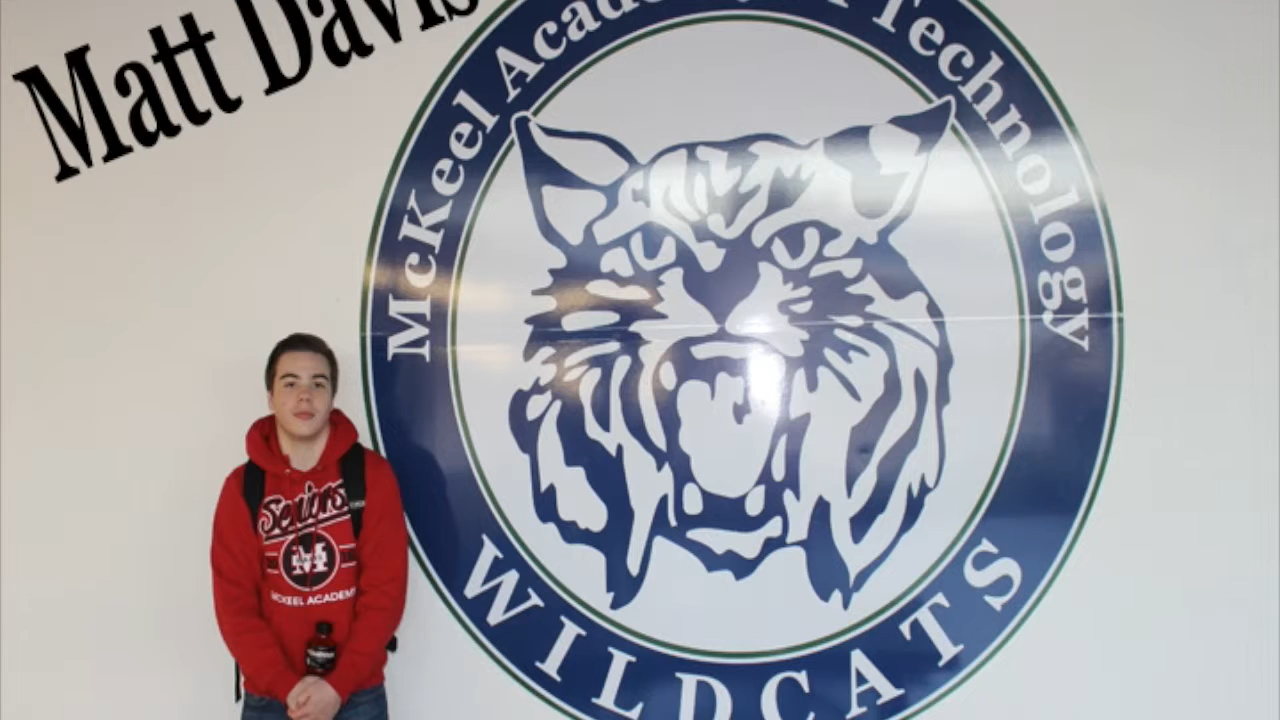 Matt Davis
McKeel Academy of Technology
WILDCATS
Seniors
M
MCKEEL ACADEMY